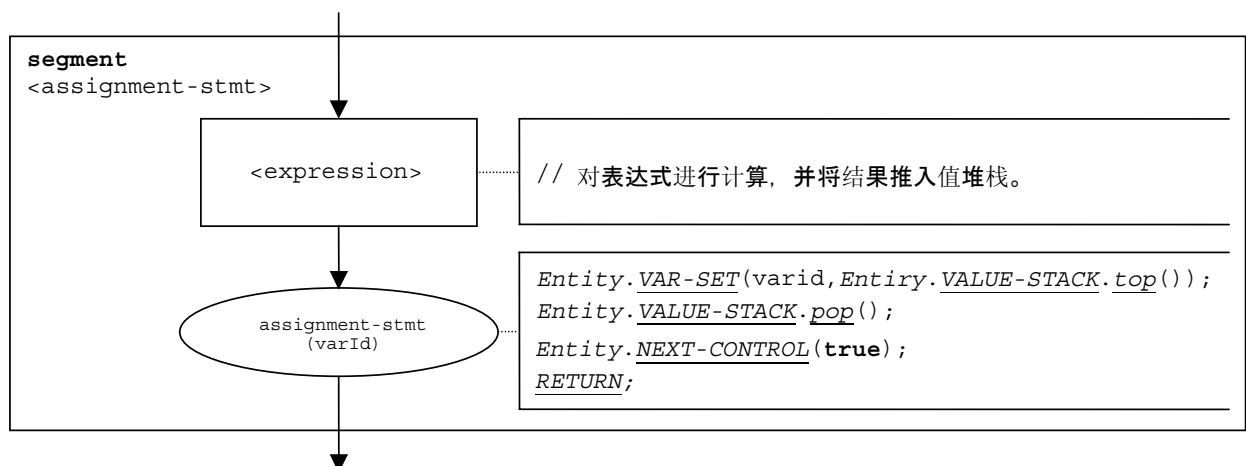 segment
<assignment-stmt>
<expression>
// 对表达式进行计算，并将结果推入值堆栈。
assignment-stmt
(varId)
Entity.VAR-SET(varid,Entiry.VALUE-STACK.top());
Entity.VALUE-STACK.pop();
Entity.NEXT-CONTROL(true);
RETURN;